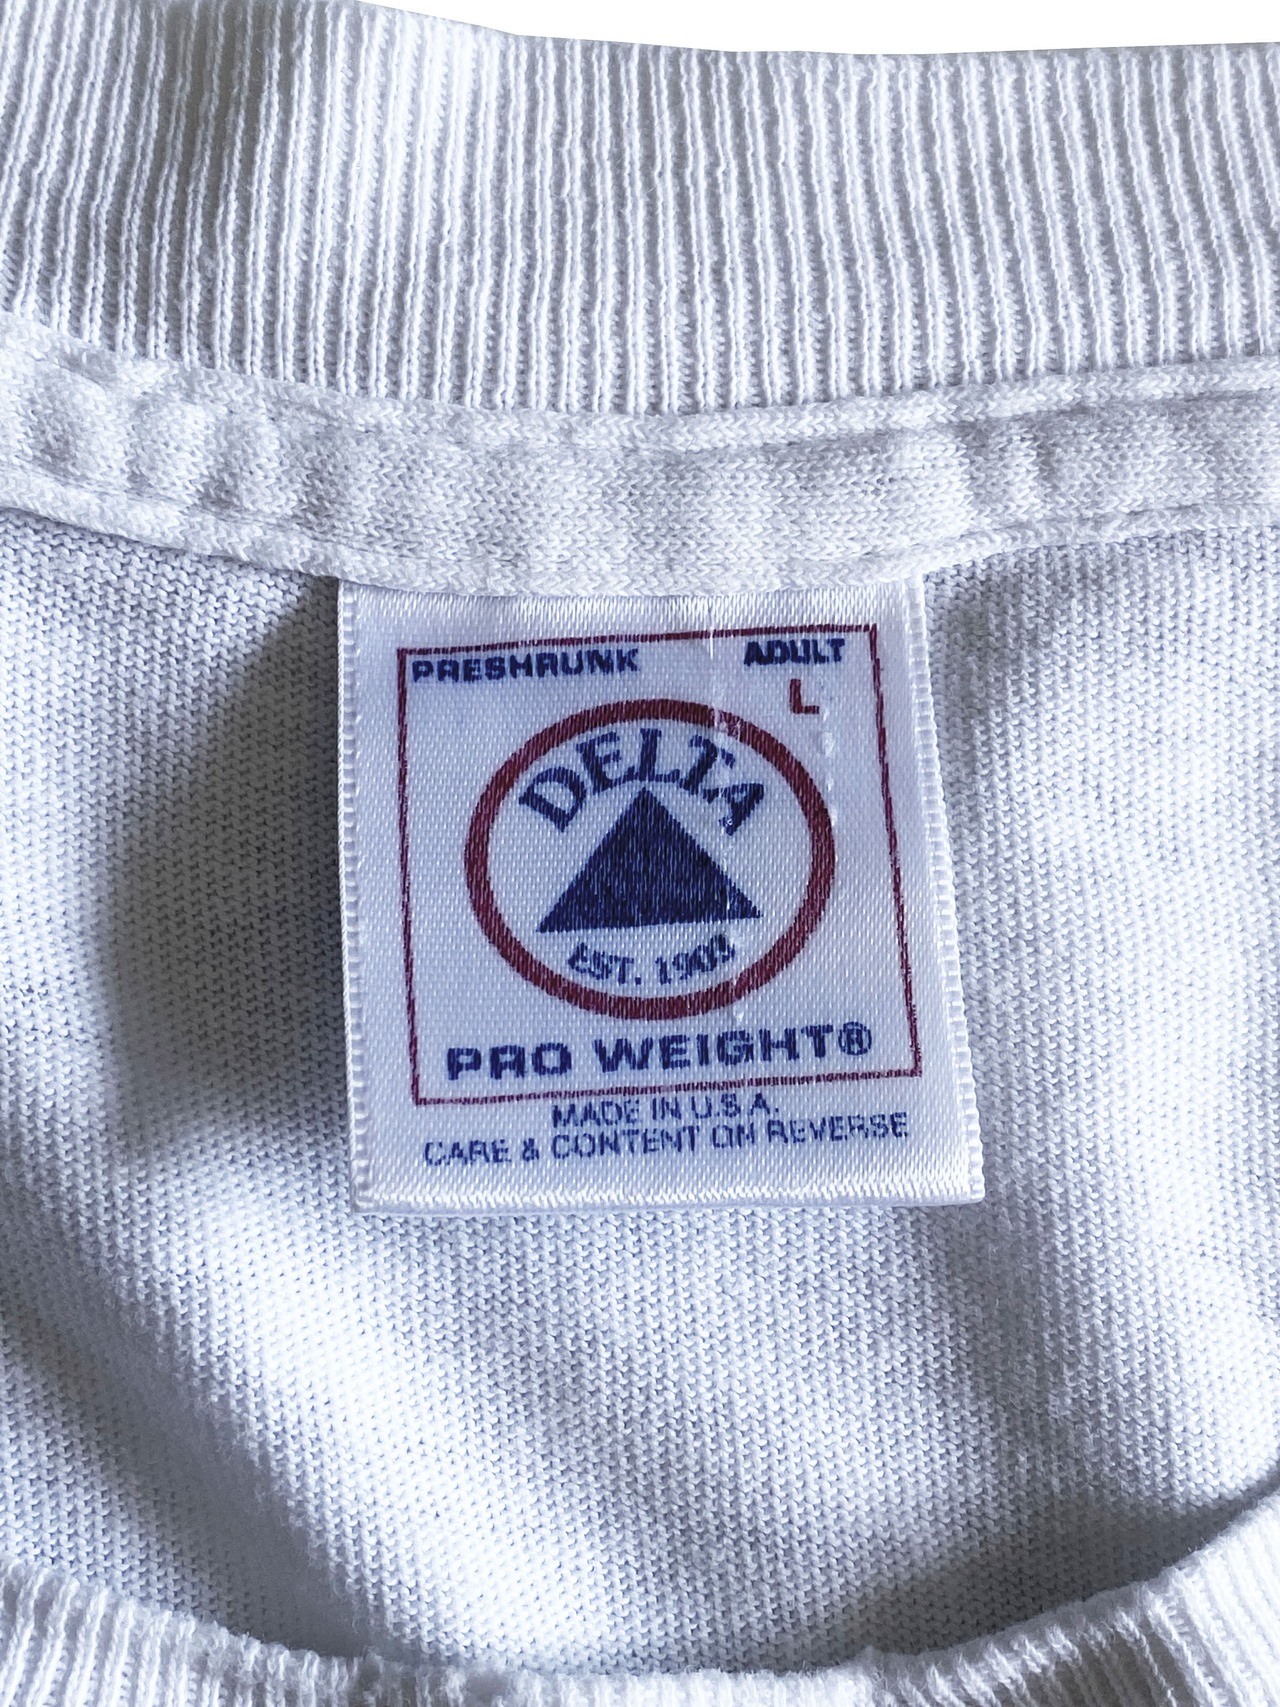 PRESHRUNK ADULT
L
DELTA
EST. 1903
PRO WEIGHT®
MADE IN U.S.A.
CARE & CONTENT ON REVERSE